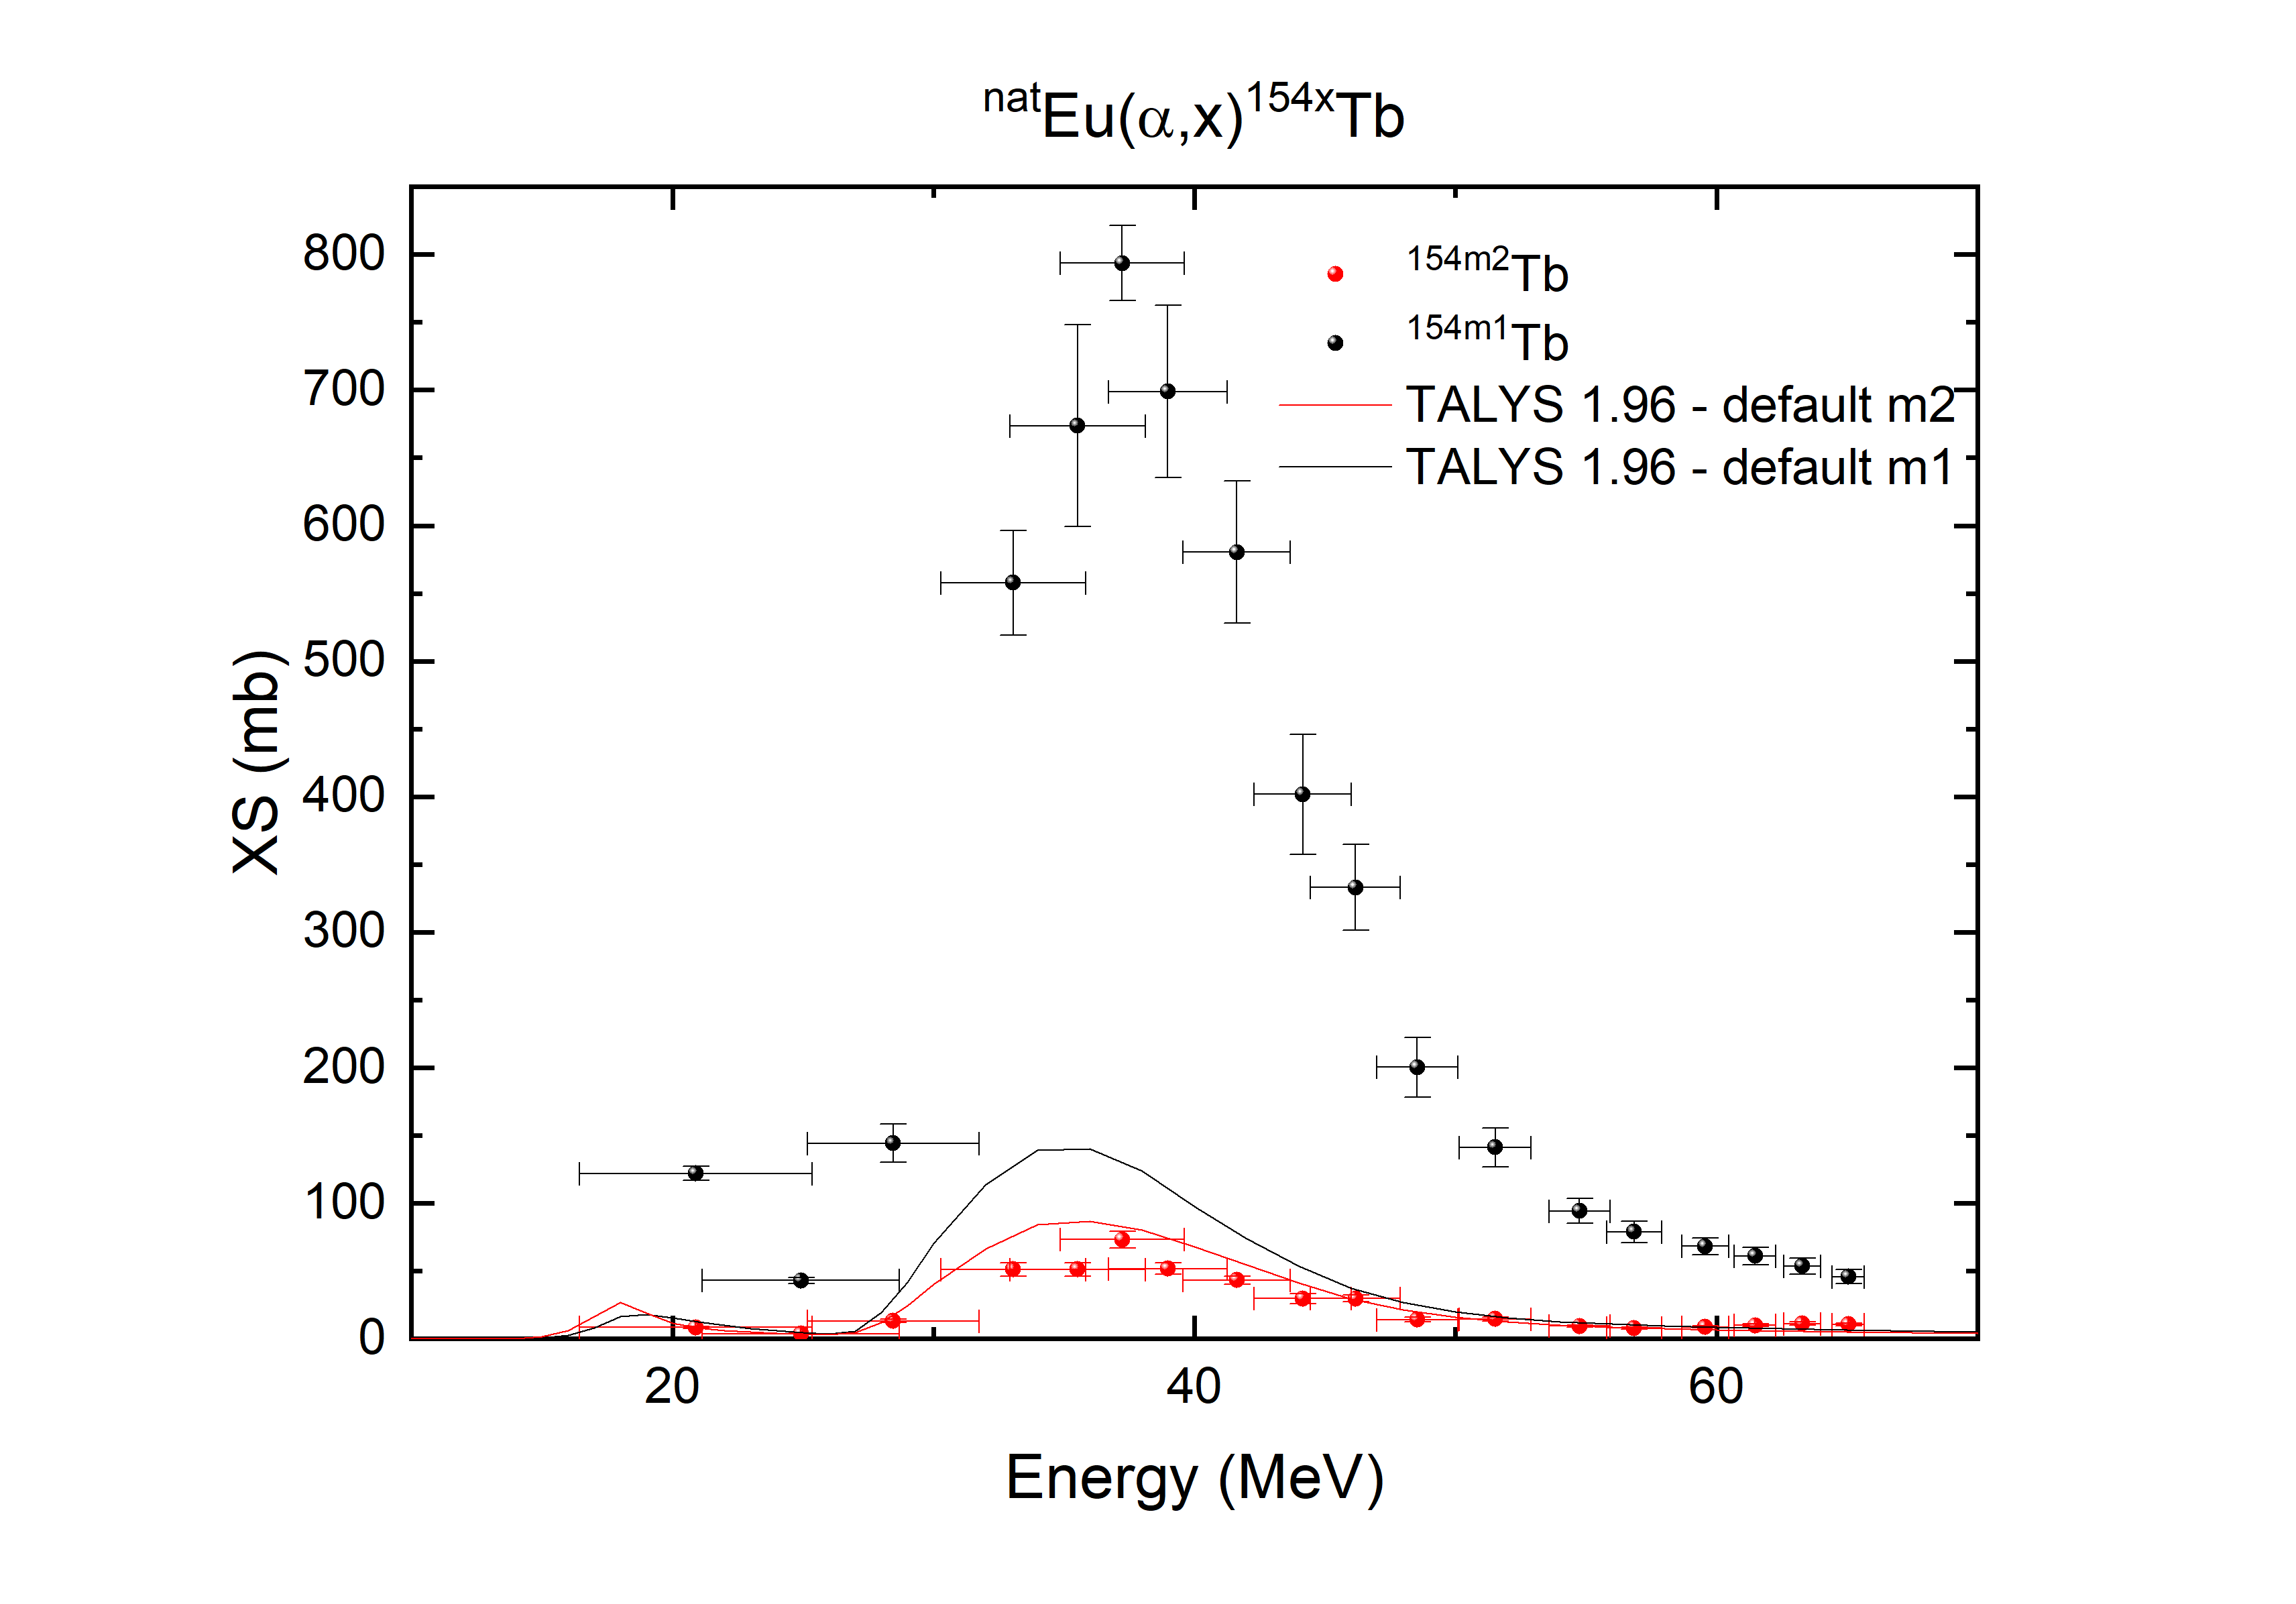 natEu(α,x)154xTb
154m2Tb
154m1Tb
TALYS 1.96 - default m2
TALYS 1.96 - default m1
XS (mb)
800
700
600
500
400
300
200
100
0
20 40 60
Energy (MeV)